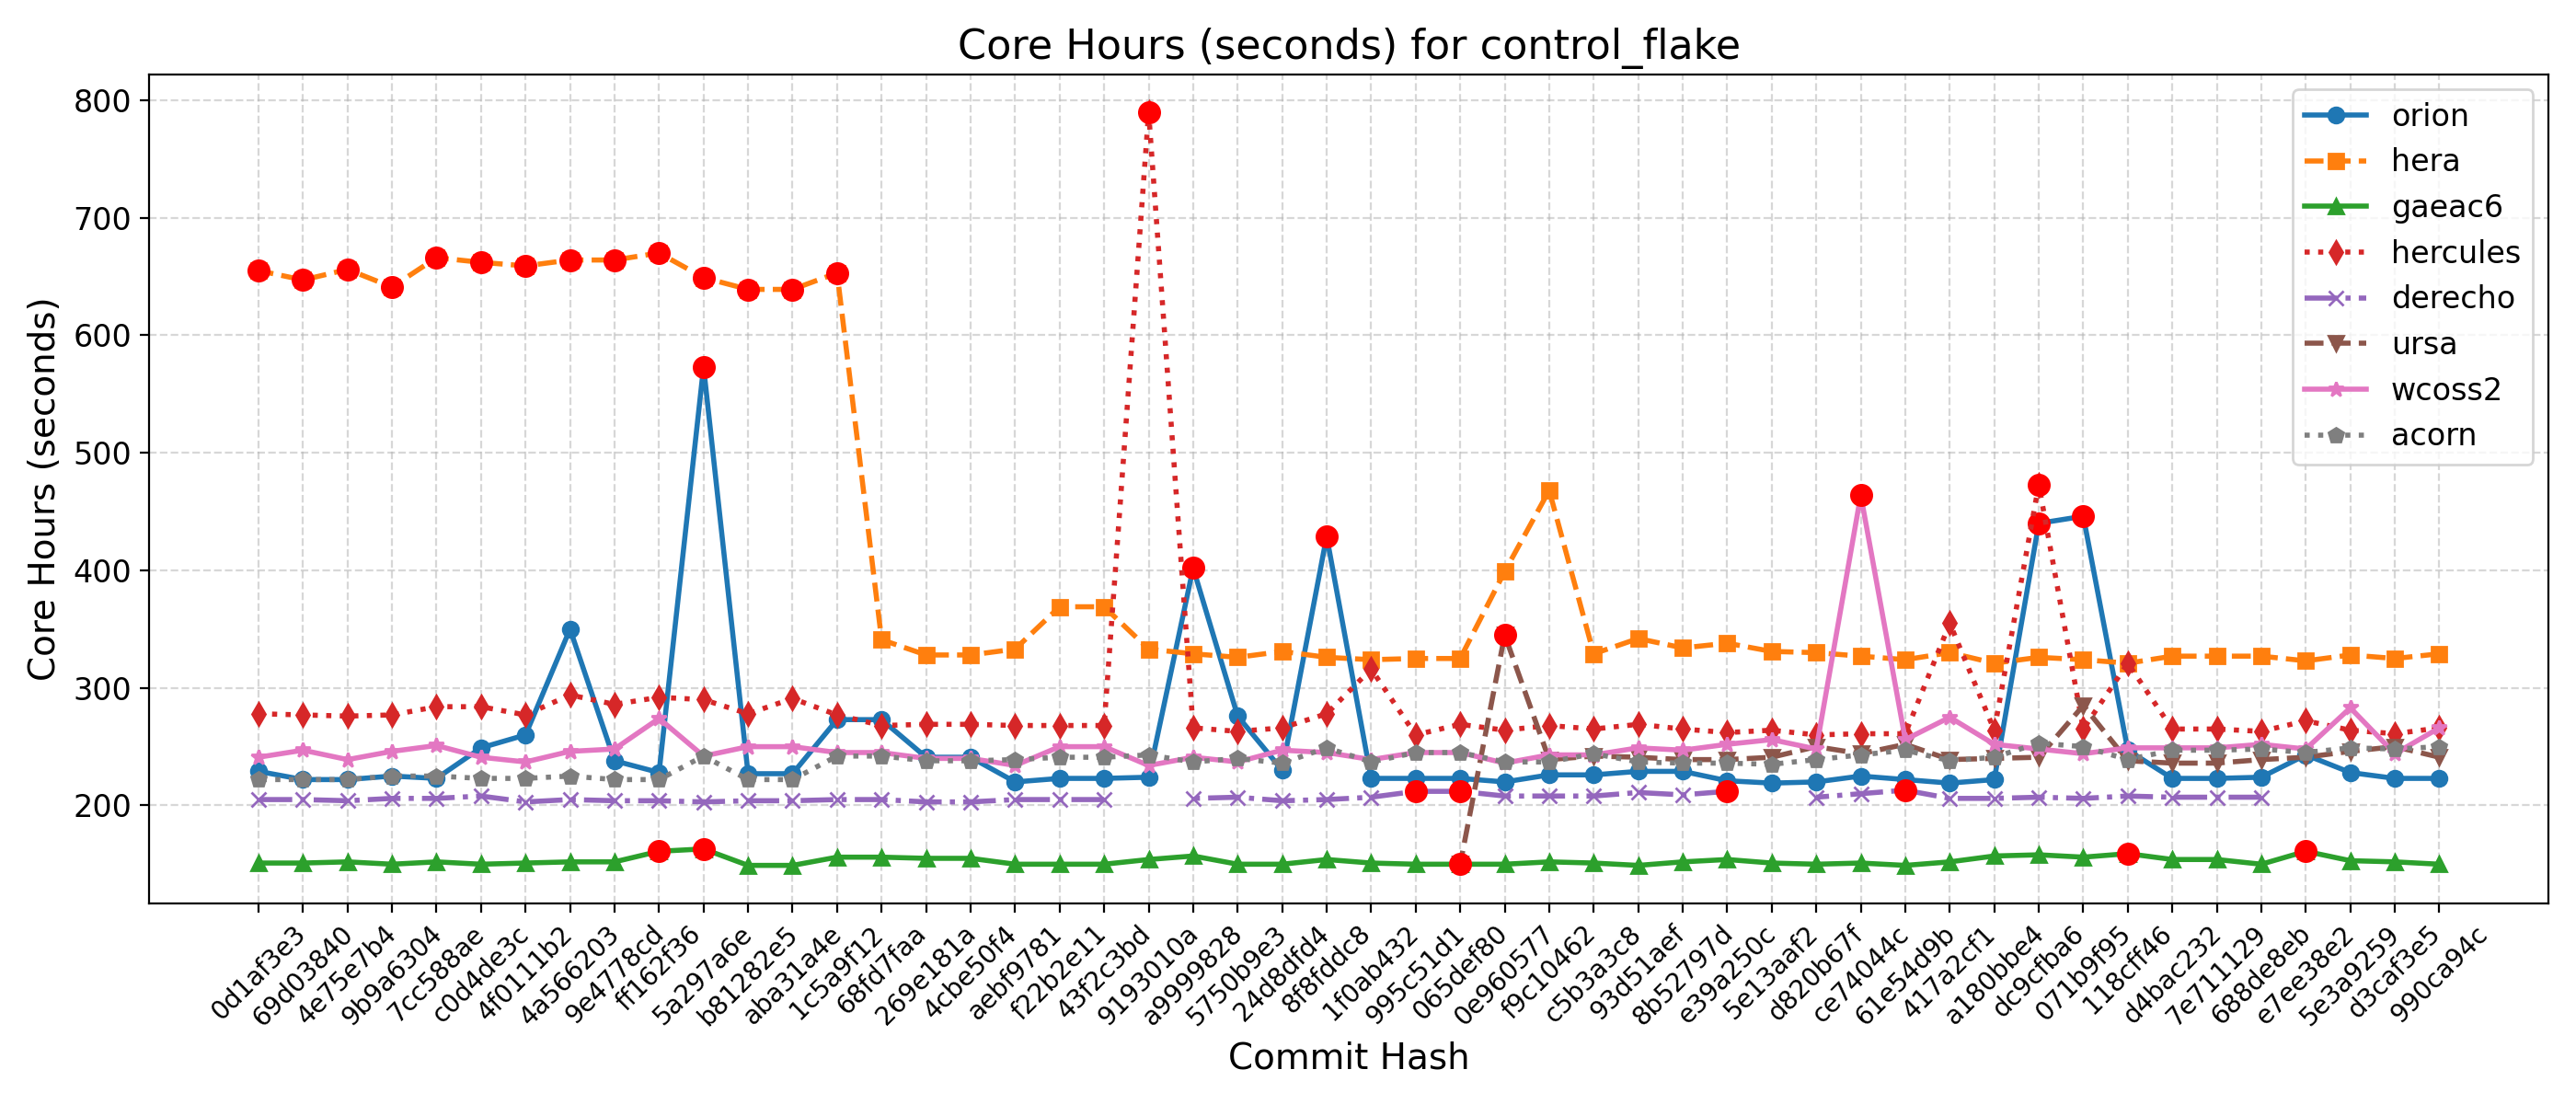 Core Hours (seconds) for control_flake
Core Hours (seconds)
800
700
600
500
400
300
200
orion
hera
gaeac6
hercules
derecho
ursa
wcoss2
acorn
0d1af3e3
69d03840
4e75e7b4
9b9a6304
7cc588ae
c0d4de3c
4f0111b2
4a566203
9e4778cd
ff162f36
5a297a6e
b81282e5
aba31a4e
1c5a9f12
68fd7faa
269e181a
4cbe50f4
aebf9781
f22b2e11
43f2c3bd
9193010a
a9999828
5750b9e3
24d8dfd4
8f8fddc8
1f0ab432
995c51d1
065def80
0e960577
f9c10462
c5b3a3c8
93d51aef
8b52797d
e39a250c
5e13aaf2
d820b67f
ce74044c
61e54d9b
417a2cf1
a180bbe4
dc9cfba6
071b9f95
118cff46
d4bac232
7e711129
688de8eb
e7ee38e2
5e3a9259
d3caf3e5
990ca94c
Commit Hash